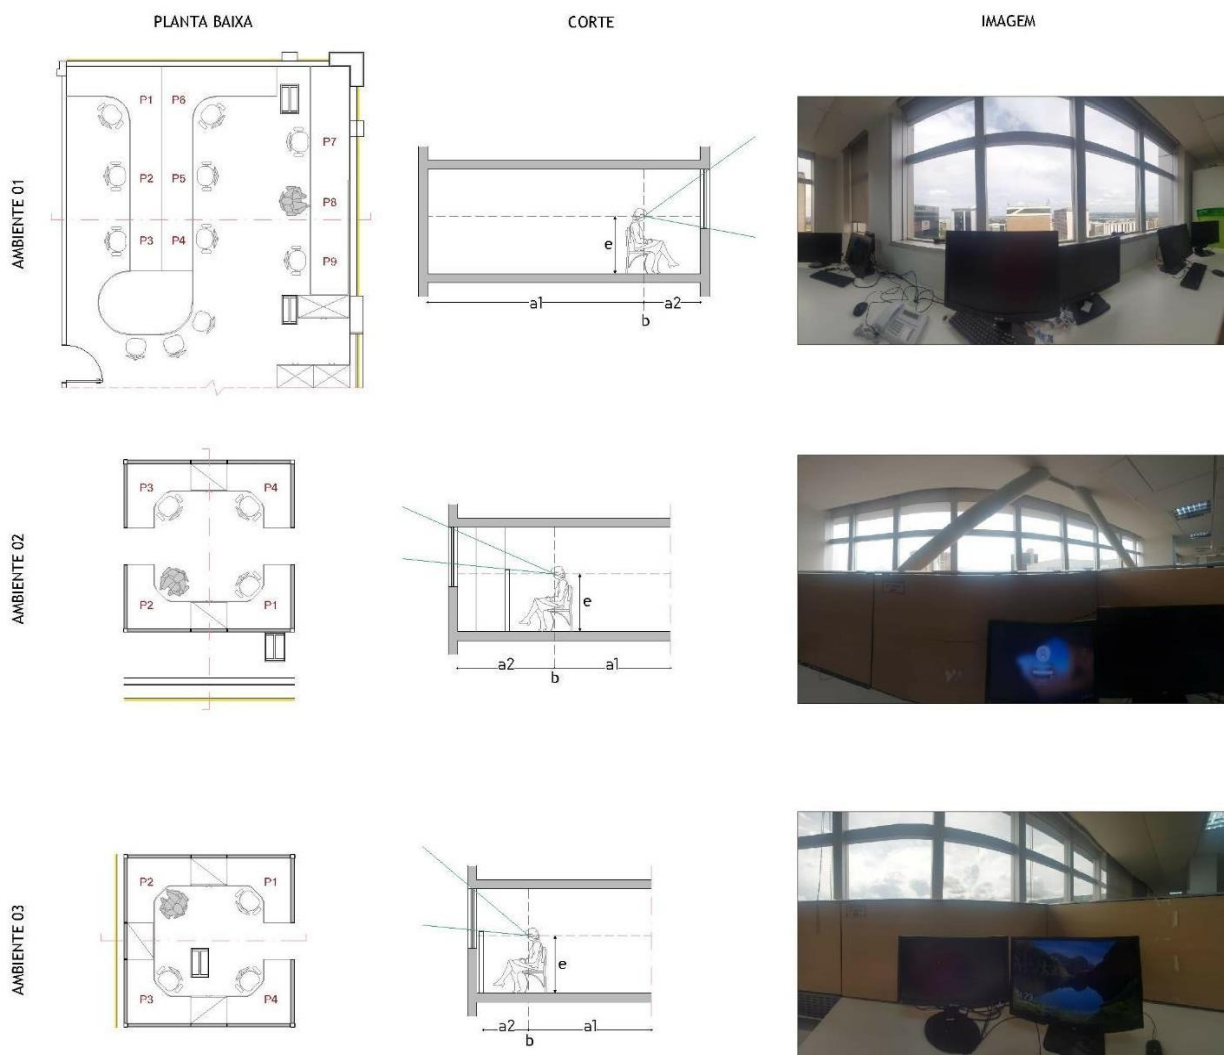 PLANTA BAIXA
CORTE
IMAGEM
AMBIENTE 01
P1
P6
P7
P2
P5
P8
P3
P4
P9
e
a1
a2
b
AMBIENTE 02
P3
P4
P2
P1
e
a2
a1
b
AMBIENTE 03
P2
P1
P3
P4
e
a2
a1
b